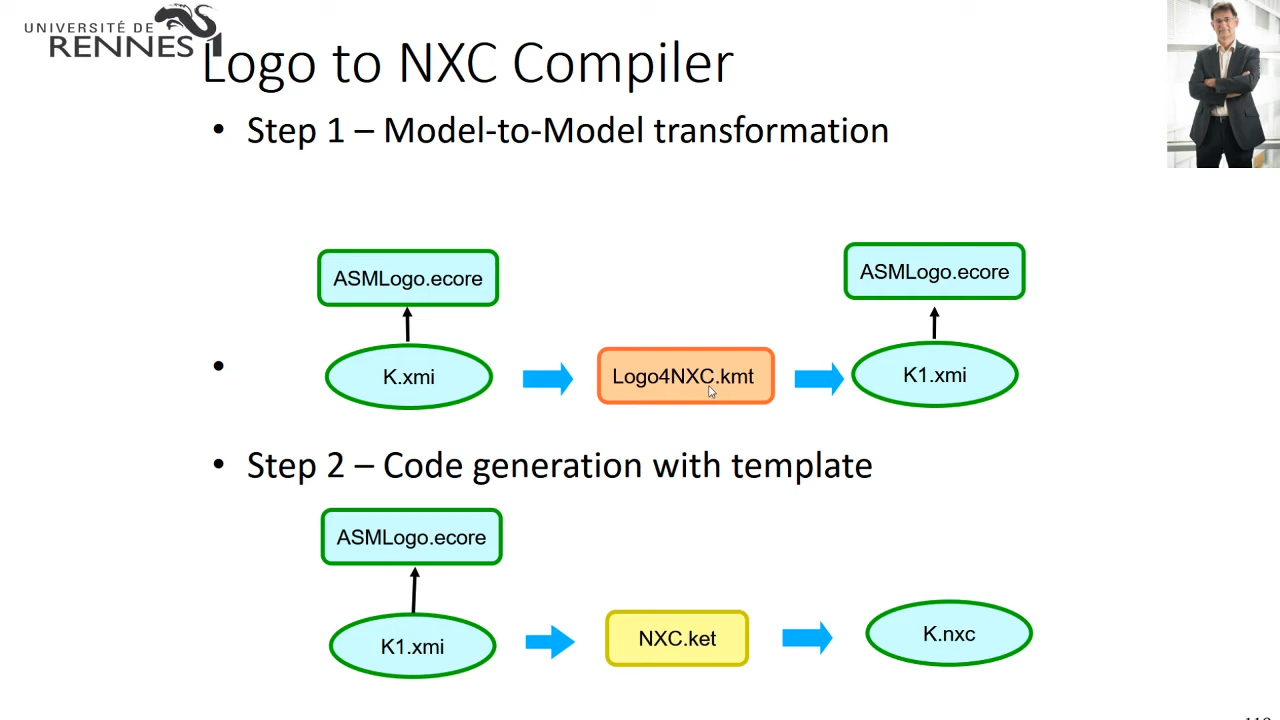 UNIVERSITÉ DE
RENNES 1
Logo to NXC Compiler
• Step 1 – Model-to-Model transformation
ASMLogo.ecore
ASMLogo.ecore
•
K.xmi
Logo4NXC.kmt
K1.xmi
• Step 2 – Code generation with template
ASMLogo.ecore
K1.xmi
NXC.ket
K.nxc